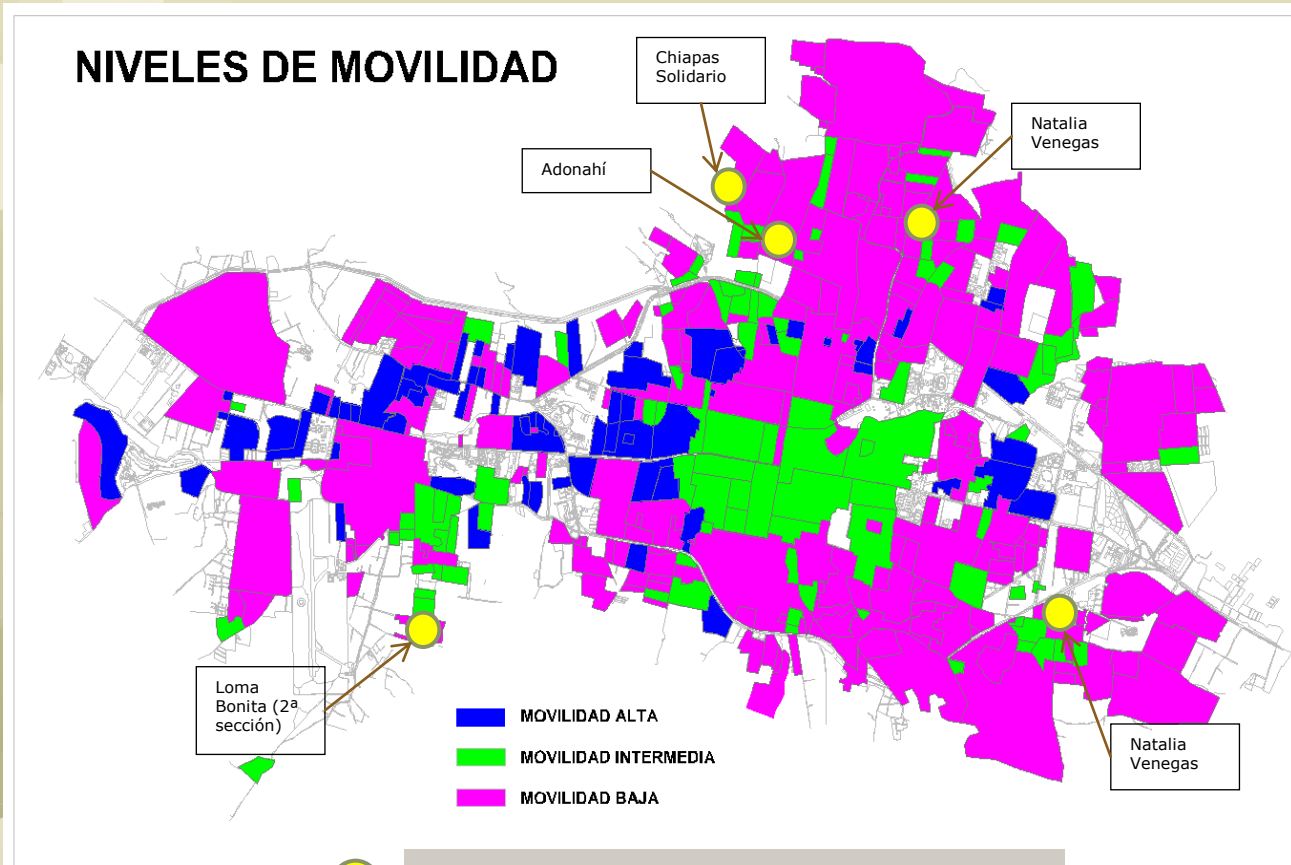 NIVELES DE MOVILIDAD
Chiapas
Solidario
Natalia
Venegas
Adonahí
Loma
Bonita (2ª
sección)
MOVILIDAD ALTA
MOVILIDAD INTERMEDIA
MOVILIDAD BAJA
Natalia
Venegas